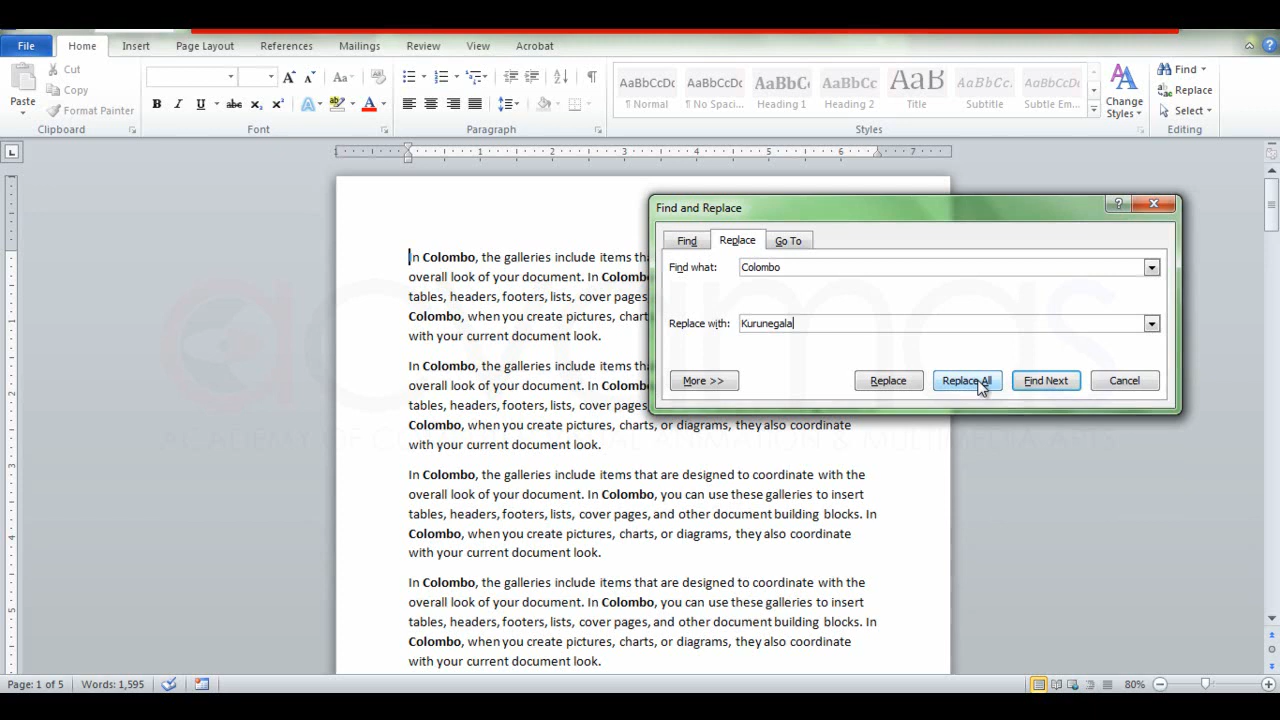 File Home Insert Page Layout References Mailings Review View Acrobat
Cut
Copy
Format Painter
Paste
Clipboard
Aa
B I U abc x₂ x² A ab A
Font
Paragraph
AaBbCcDc AaBbCcDc AaBbC AaBbCc AaB AaBbCcI AaBbCcDc
¶ Normal ¶ No Spaci... Heading 1 Heading 2 Title Subtitle Subtle Em...
Styles
Change
Styles
Find
Replace
Select
Editing
1 2 3 4 5 6 7
In Colombo, the galleries include items tha
overall look of your document. In Colomb
tables, headers, footers, lists, cover pages
Colombo, when you create pictures, chart
with your current document look.
In Colombo, the galleries include items tha
overall look of your document. In Colomb
tables, headers, footers, lists, cover pages
Colombo, when you create pictures, charts, or diagrams, they also coordinate
with your current document look.
In Colombo, the galleries include items that are designed to coordinate with the
overall look of your document. In Colombo, you can use these galleries to insert
tables, headers, footers, lists, cover pages, and other document building blocks. In
Colombo, when you create pictures, charts, or diagrams, they also coordinate
with your current document look.
In Colombo, the galleries include items that are designed to coordinate with the
overall look of your document. In Colombo, you can use these galleries to insert
tables, headers, footers, lists, cover pages, and other document building blocks. In
Colombo, when you create pictures, charts, or diagrams, they also coordinate
with your current document look.
Find and Replace
Find Replace Go To
Find what: Colombo
Replace with: Kurunegala
More >> Replace Replace All Find Next Cancel
Page: 1 of 5 Words: 1,595 80%